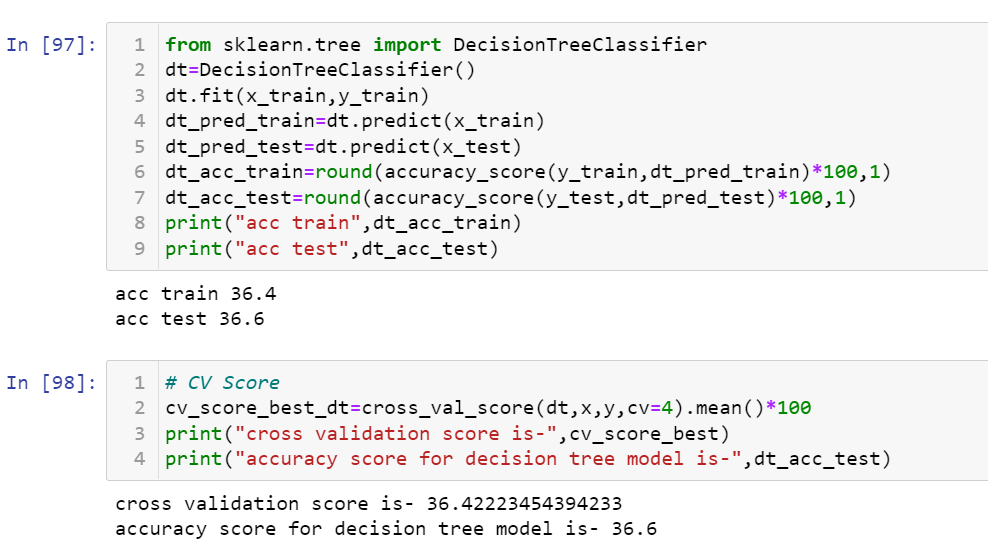 In [97]:
1 from sklearn.tree import DecisionTreeClassifier
2 dt=DecisionTreeClassifier()
3 dt.fit(x_train,y_train)
4 dt_pred_train=dt.predict(x_train)
5 dt_pred_test=dt.predict(x_test)
6 dt_acc_train=round(accuracy_score(y_train,dt_pred_train)*100,1)
7 dt_acc_test=round(accuracy_score(y_test,dt_pred_test)*100,1)
8 print("acc train",dt_acc_train)
9 print("acc test",dt_acc_test)
acc train 36.4
acc test 36.6
In [98]:
1 # CV Score
2 cv_score_best_dt=cross_val_score(dt,x,y,cv=4).mean()*100
3 print("cross validation score is-",cv_score_best)
4 print("accuracy score for decision tree model is-",dt_acc_test)
cross validation score is- 36.42223454394233
accuracy score for decision tree model is- 36.6